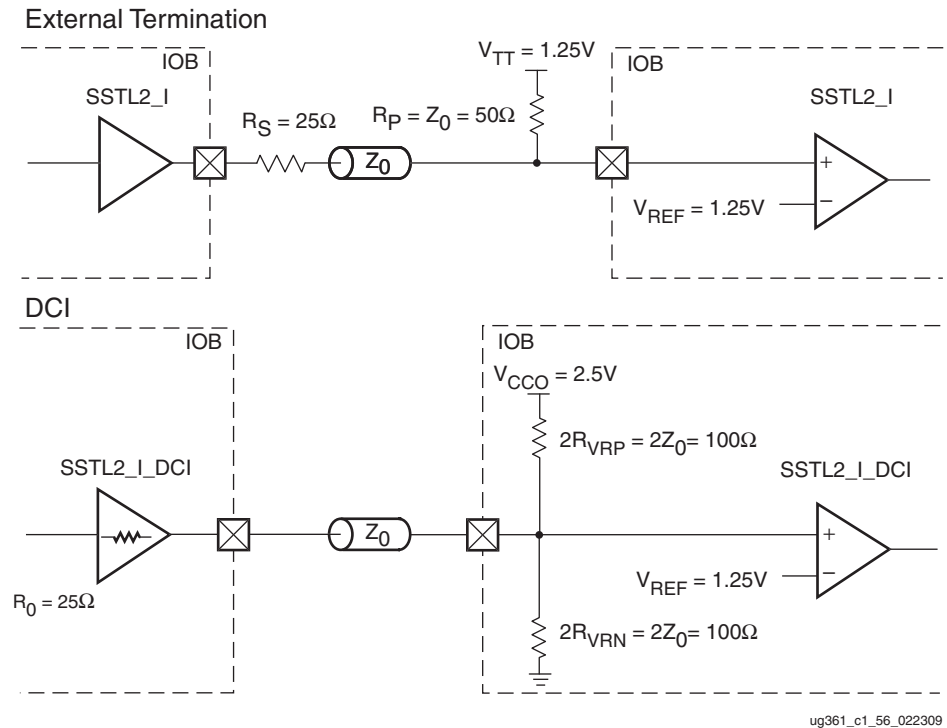 External Termination
IOB
SSTL2_I
R_S = 25Ω
Z_0
R_P = Z_0 = 50Ω
V_TT = 1.25V
IOB
SSTL2_I
+
V_REF = 1.25V
–
DCI
IOB
SSTL2_I_DCI
R_0 = 25Ω
Z_0
IOB
V_CCO = 2.5V
2R_VRP = 2Z_0 = 100Ω
SSTL2_I_DCI
+
V_REF = 1.25V
–
2R_VRN = 2Z_0 = 100Ω
ug361_c1_56_022309